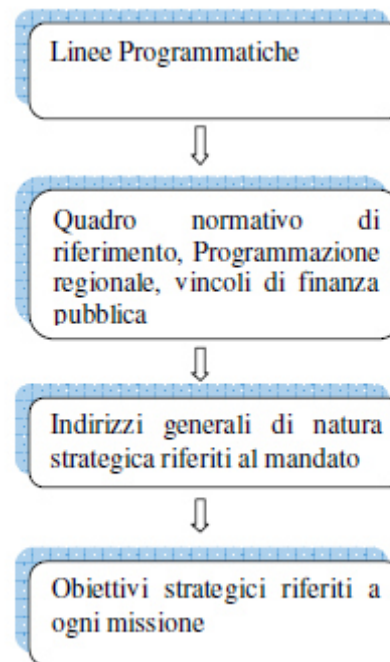 Linee Programmatiche
Quadro normativo di
riferimento, Programmazione
regionale, vincoli di finanza
pubblica
Indirizzi generali di natura
strategica riferiti al mandato
Obiettivi strategici riferiti a
ogni missione